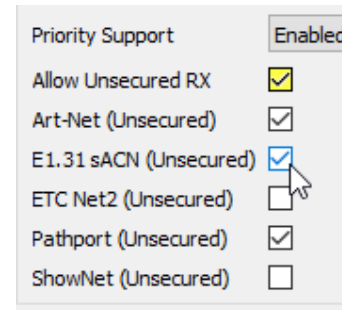 Priority Support Enabled
Allow Unsecured RX
Art-Net (Unsecured)
E1.31 sACN (Unsecured)
ETC Net2 (Unsecured)
Pathport (Unsecured)
ShowNet (Unsecured)